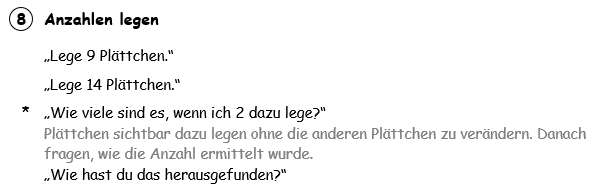 8 Anzahlen legen
„Lege 9 Plättchen.“
„Lege 14 Plättchen.“
* „Wie viele sind es, wenn ich 2 dazu lege?“
Plättchen sichtbar dazu legen ohne die anderen Plättchen zu verändern. Danach
fragen, wie die Anzahl ermittelt wurde.
„Wie hast du das herausgefunden?“